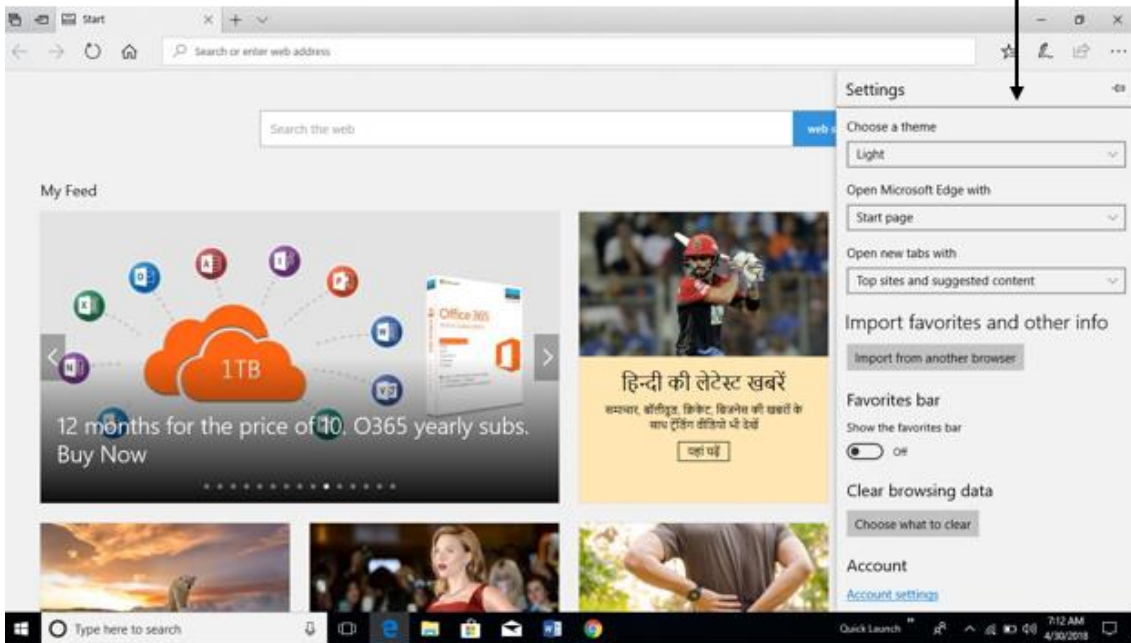 Start
Search or enter web address
Settings
Search the web
web s
Choose a theme
Light
My Feed
Open Microsoft Edge with
Start page
Open new tabs with
Top sites and suggested content
Office 365
1TB
12 months for the price of 10. O365 yearly subs.
Buy Now
हिन्दी की लेटेस्ट खबरें
समाचार, बॉलीवुड, क्रिकेट, बिजनेस की खबरों के
साथ ट्रेंडिंग वीडियो भी देखें
यहां पढ़ें
Import favorites and other info
Import from another browser
Favorites bar
Show the favorites bar
Off
Clear browsing data
Choose what to clear
Account
Account settings
Type here to search
Quick Launch
7:12 AM
4/30/2018